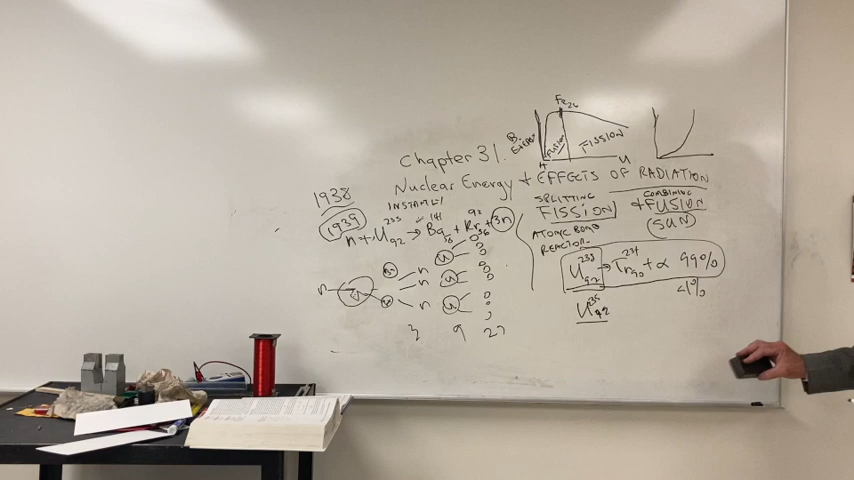 Fe26
B. ENERGY
FUSION
FISSION
H
U
Chapter 31.
Nuclear Energy + EFFECTS OF RADIATION
1938
1939
INSTANTLY
n + U 235 92 → Ba 141 56 + Kr 92 36 + 3n
SPLITTING
FISSION
COMBINING
+ FUSION
(SUN)
ATOMIC BOMB
REACTOR
U 238 92 → Th 234 90 + α 99%
<1%
U 235 92
n U n U
n U
n U
3 9 27